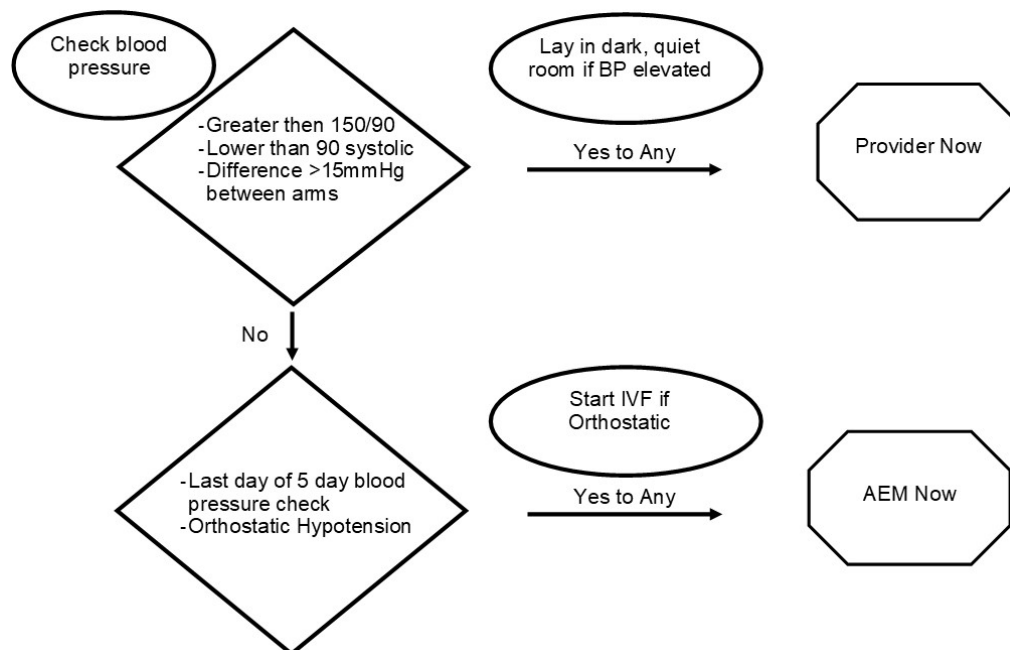 Check blood
pressure
Lay in dark, quiet
room if BP elevated
-Greater then 150/90
-Lower than 90 systolic
-Difference >15mmHg
between arms
Yes to Any
Provider Now
No
Start IVF if
Orthostatic
-Last day of 5 day blood
pressure check
-Orthostatic Hypotension
Yes to Any
AEM Now